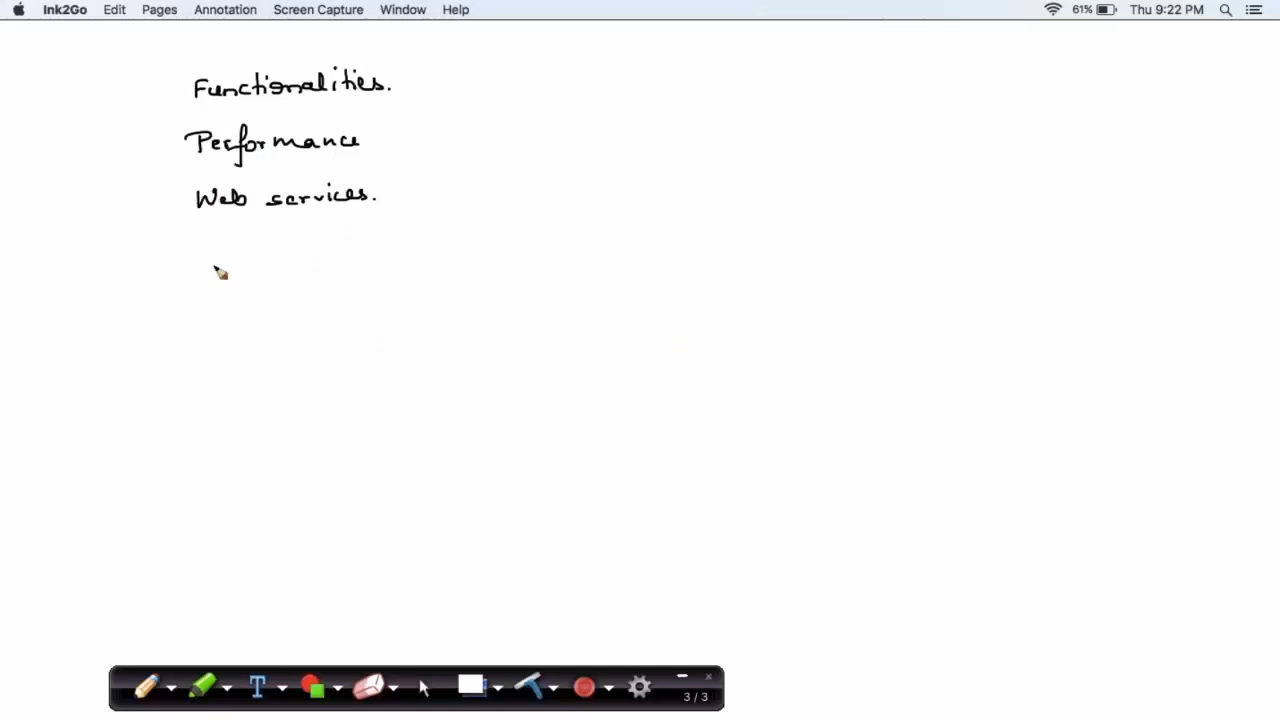 Ink2Go Edit Pages Annotation Screen Capture Window Help 61% Thu 9:22 PM
Functionalities.
Performance
Web services.
T
3 / 3